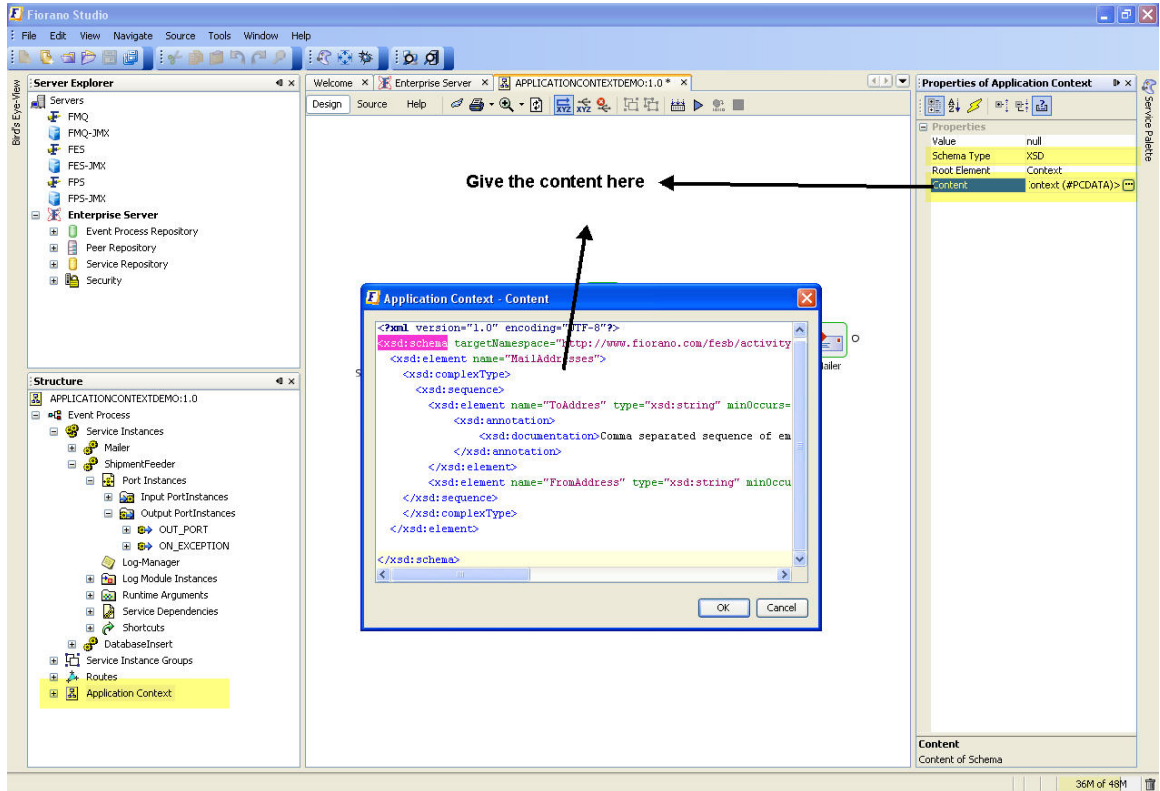 Fiorano Studio
File Edit View Navigate Source Tools Window Help
Bird's Eye-View
Server Explorer
Servers
FMQ
FMQ-JMX
FES
FES-JMX
FPS
FPS-JMX
Enterprise Server
Event Process Repository
Peer Repository
Service Repository
Security
Structure
APPLICATIONCONTEXTDEMO:1.0
Event Process
Service Instances
Mailer
ShipmentFeeder
Port Instances
Input PortInstances
Output PortInstances
OUT_PORT
ON_EXCEPTION
Log-Manager
Log Module Instances
Runtime Arguments
Service Dependencies
Shortcuts
DatabaseInsert
Service Instance Groups
Routes
Application Context
Welcome Enterprise Server APPLICATIONCONTEXTDEMO:1.0 *
Design Source Help
Give the content here
S
ailer
Application Context - Content
<?xml version="1.0" encoding="UTF-8"?>
<xsd:schema targetNamespace="http://www.fiorano.com/fesb/activity
<xsd:element name="MailAddresses">
<xsd:complexType>
<xsd:sequence>
<xsd:element name="ToAddres" type="xsd:string" minOccurs=
<xsd:annotation>
<xsd:documentation>Comma separated sequence of em
</xsd:annotation>
</xsd:element>
<xsd:element name="FromAddress" type="xsd:string" minOccu
</xsd:sequence>
</xsd:complexType>
</xsd:element>
</xsd:schema>
OK Cancel
Properties of Application Context
Properties
Value null
Schema Type XSD
Root Element Context
Content ontext (#PCDATA)>
Content
Content of Schema
Service Palette
36M of 48M